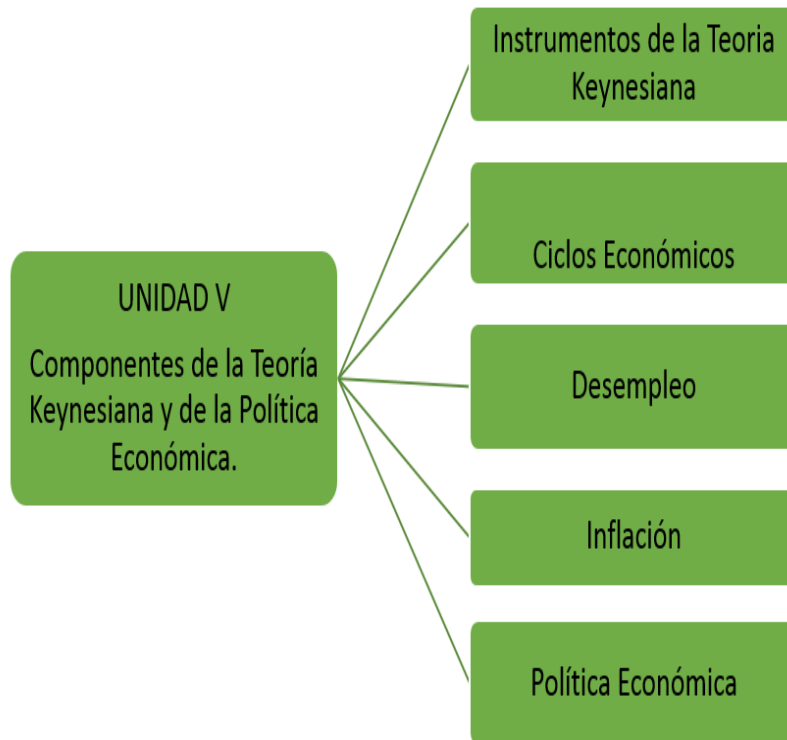 UNIDAD V
Componentes de la Teoría
Keynesiana y de la Política
Económica.
Instrumentos de la Teoria
Keynesiana
Ciclos Económicos
Desempleo
Inflación
Política Económica